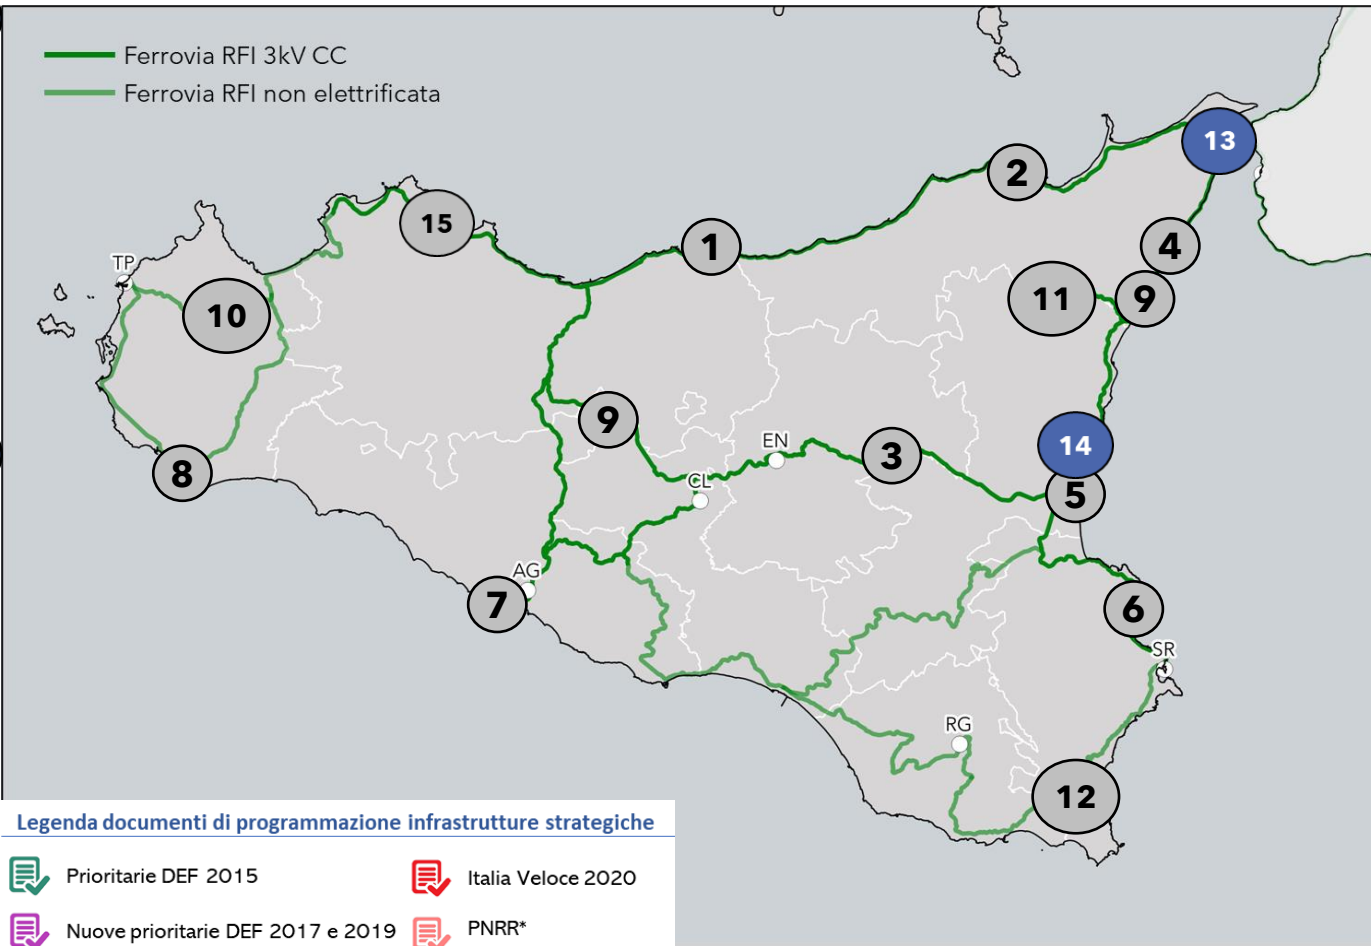 Ferrovia RFI 3kV CC
Ferrovia RFI non elettrificata
13
2
15
1
4
TP
11
9
10
9
EN
3
14
8
CL
5
AG
7
6
SR
RG
12
Legenda documenti di programmazione infrastrutture strategiche
Prioritarie DEF 2015
Italia Veloce 2020
Nuove prioritarie DEF 2017 e 2019
PNRR*